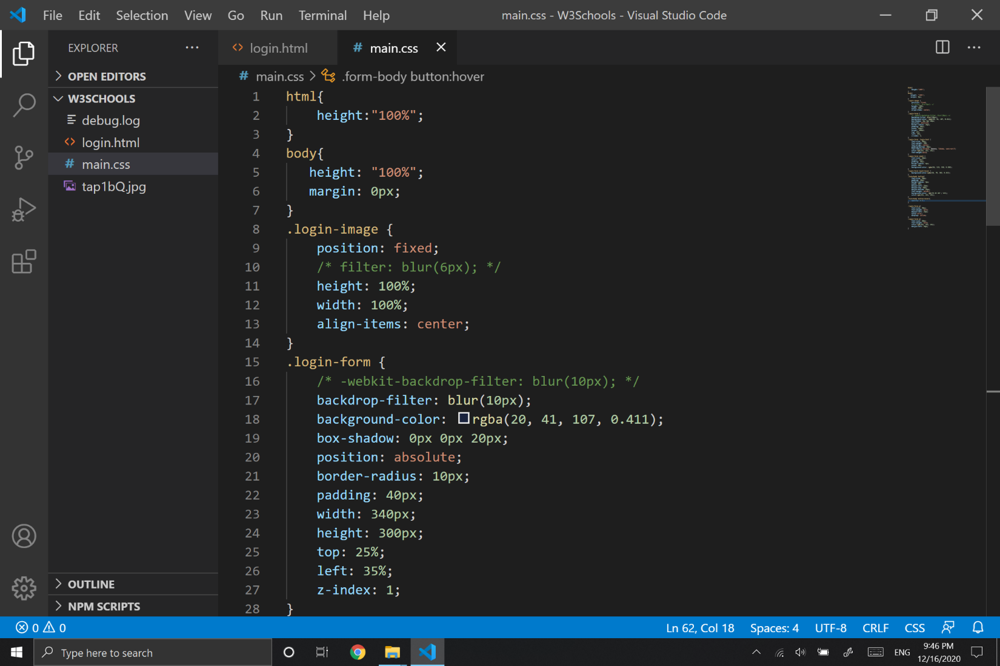 File Edit Selection View Go Run Terminal Help main.css - W3Schools - Visual Studio Code
EXPLORER
OPEN EDITORS
W3SCHOOLS
debug.log
login.html
# main.css
tap1bQ.jpg
OUTLINE
NPM SCRIPTS
<> login.html # main.css
# main.css > .form-body button:hover
1 html{
2 height:"100%";
3 }
4 body{
5 height: "100%";
6 margin: 0px;
7 }
8 .login-image {
9 position: fixed;
10 /* filter: blur(6px); */
11 height: 100%;
12 width: 100%;
13 align-items: center;
14 }
15 .login-form {
16 /* -webkit-backdrop-filter: blur(10px); */
17 backdrop-filter: blur(10px);
18 background-color: rgba(20, 41, 107, 0.411);
19 box-shadow: 0px 0px 20px;
20 position: absolute;
21 border-radius: 10px;
22 padding: 40px;
23 width: 340px;
24 height: 300px;
25 top: 25%;
26 left: 35%;
27 z-index: 1;
28 }
0 0 Ln 62, Col 18 Spaces: 4 UTF-8 CRLF CSS
Type here to search ENG 9:46 PM
12/16/2020